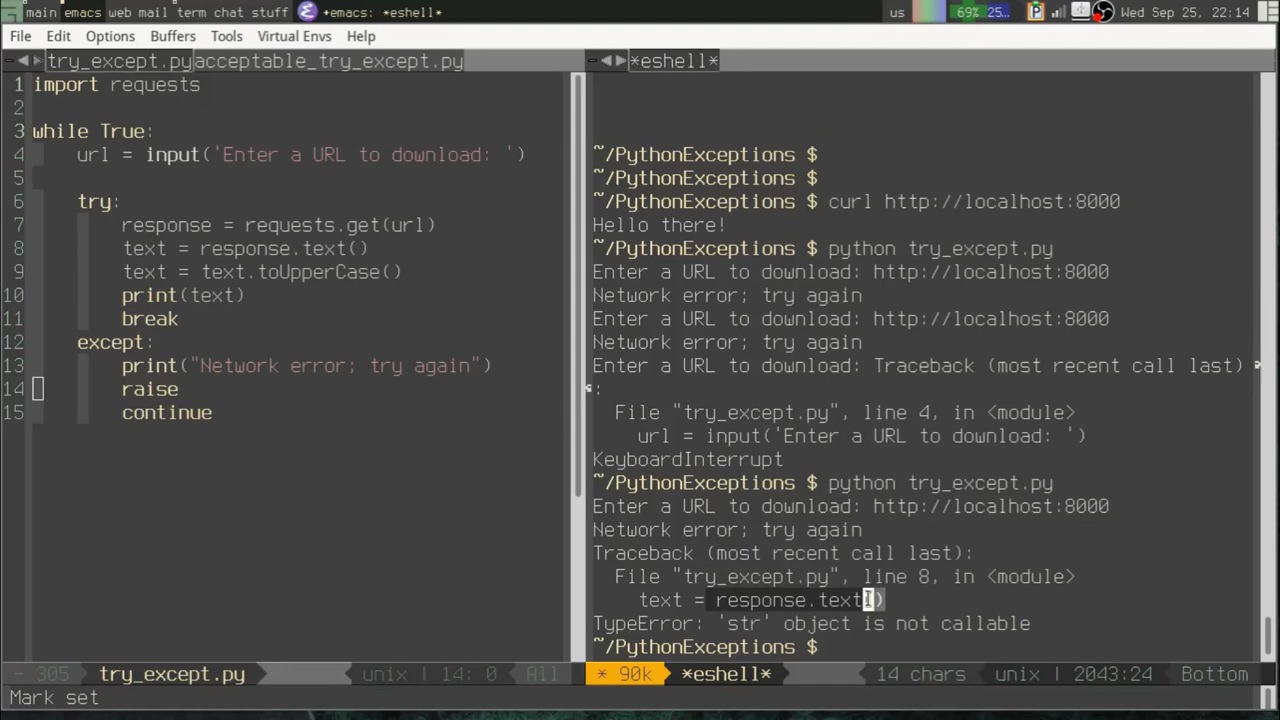 main emacs web mail term chat stuff +emacs: *eshell* us 69% 25... P Wed Sep 25, 22:14
File Edit Options Buffers Tools Virtual Envs Help
try_except.py acceptable_try_except.py
1 import requests
2
3 while True:
4 url = input('Enter a URL to download: ')
5
6 try:
7 response = requests.get(url)
8 text = response.text()
9 text = text.toUpperCase()
10 print(text)
11 break
12 except:
13 print("Network error; try again")
14 raise
15 continue
- 305 try_except.py unix | 14: 0 All
*eshell*
~/PythonExceptions $
~/PythonExceptions $
~/PythonExceptions $ curl http://localhost:8000
Hello there!
~/PythonExceptions $ python try_except.py
Enter a URL to download: http://localhost:8000
Network error; try again
Enter a URL to download: http://localhost:8000
Network error; try again
Enter a URL to download: Traceback (most recent call last)
:
File "try_except.py", line 4, in <module>
url = input('Enter a URL to download: ')
KeyboardInterrupt
~/PythonExceptions $ python try_except.py
Enter a URL to download: http://localhost:8000
Network error; try again
Traceback (most recent call last):
File "try_except.py", line 8, in <module>
text = response.text()
TypeError: 'str' object is not callable
~/PythonExceptions $
* 90k *eshell* 14 chars unix | 2043:24 Bottom
Mark set